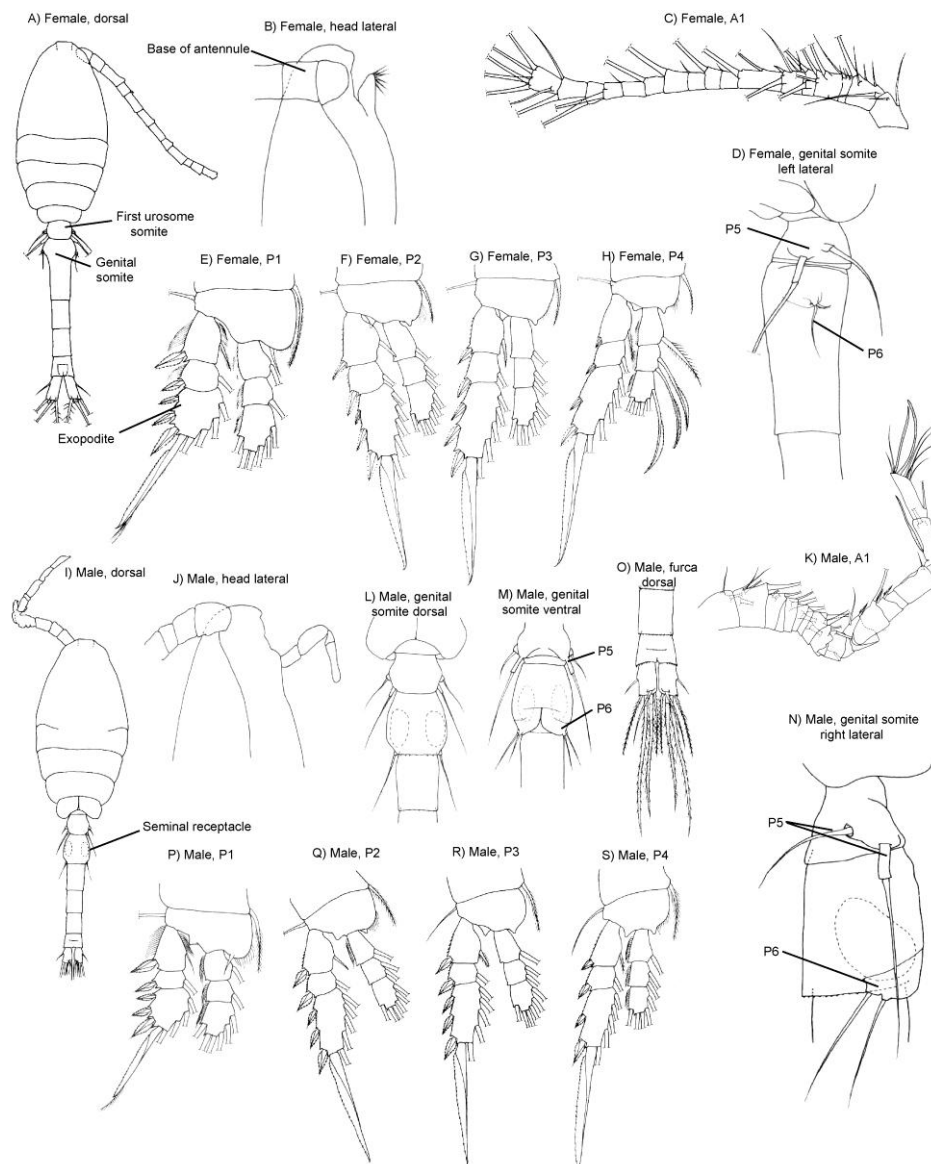 A) Female, dorsal
B) Female, head lateral
Base of antennule
C) Female, A1
D) Female, genital somite
left lateral
P5
P6
First urosome
somite
Genital
somite
E) Female, P1
F) Female, P2
G) Female, P3
H) Female, P4
Exopodite
I) Male, dorsal
J) Male, head lateral
K) Male, A1
L) Male, genital
somite dorsal
M) Male, genital
somite ventral
P5
P6
O) Male, furca
dorsal
N) Male, genital somite
right lateral
P5
P6
Seminal receptacle
P) Male, P1
Q) Male, P2
R) Male, P3
S) Male, P4